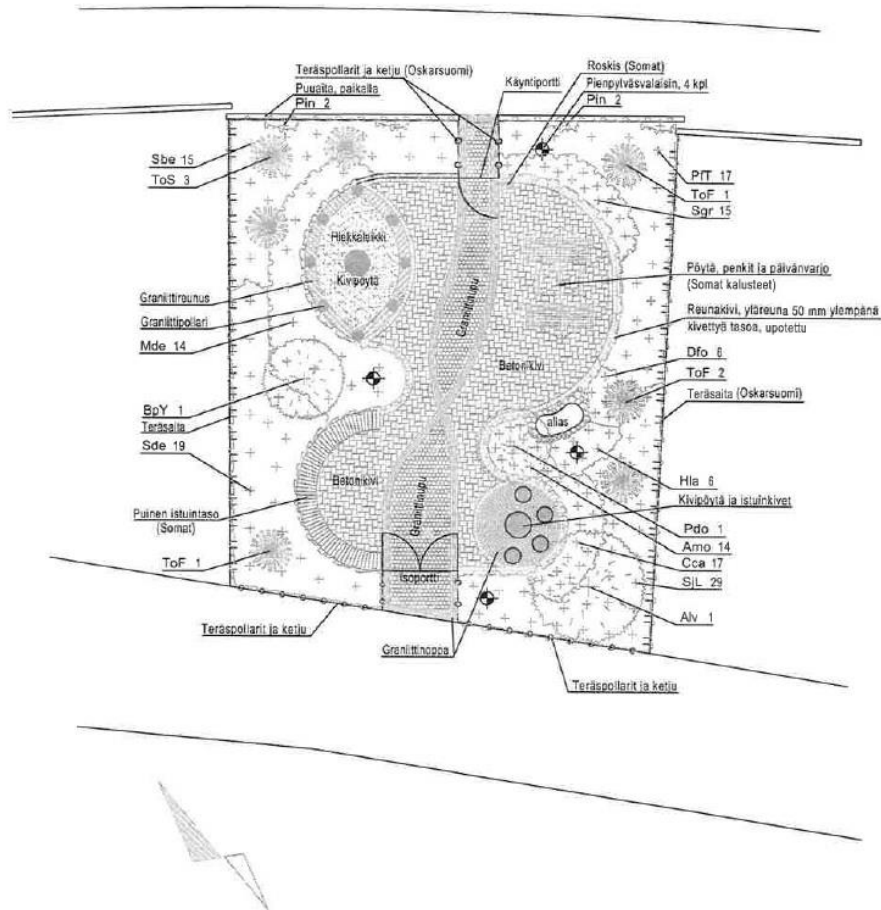 Teräspollarit ja ketju (Oskarsuomi)
Puuaita, paikalla
Pin 2
Sbe 15
ToS 3
Käyntiportti
Roskis (Somat)
Pienpylväsvalaisin, 4 kpl
Pin 2
PfT 17
ToF 1
Sgr 15
Hiekkaleikki
Kivipöytä
Graniittireunus
Graniittipollari
Mde 14
Graniittilaupu
Pöytä, penkit ja päivänvarjo
(Somat kalusteet)
Reunakivi, yläreuna 50 mm ylempänä
kivettyä tasoa, upotettu
Betonikivi
Dfo 6
ToF 2
Teräsaita (Oskarsuomi)
BpY 1
Teräsaita
Sde 19
allas
Betonikivi
Graniittilaupu
Hla 6
Kivipöytä ja istuinkivet
Puinen istuintaso
(Somat)
Pdo 1
Amo 14
Cca 17
SjL 29
Alv 1
ToF 1
Isoportti
Teräspollarit ja ketju
Graniittinoppa
Teräspollarit ja ketju